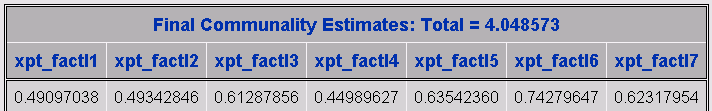 Final Communality Estimates: Total = 4.048573
xpt_factl1 xpt_factl2 xpt_factl3 xpt_factl4 xpt_factl5 xpt_factl6 xpt_factl7
0.49097038 0.49342846 0.61287856 0.44989627 0.63542360 0.74279647 0.62317954